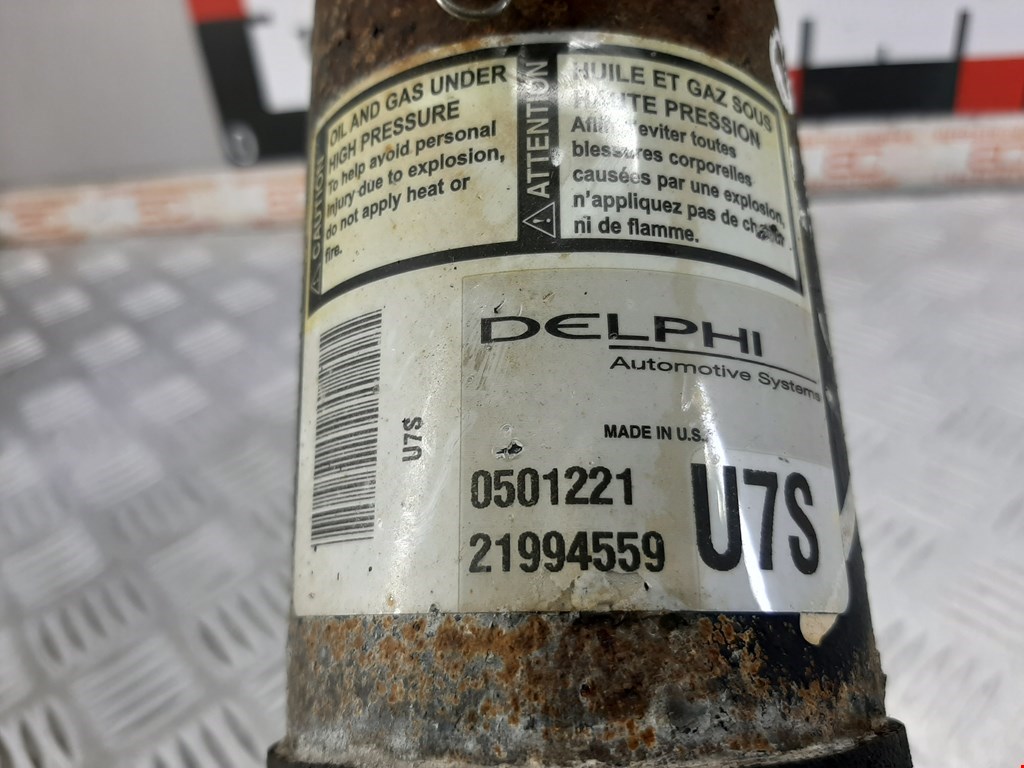 CAUTION
OIL AND GAS UNDER
HIGH PRESSURE
To help avoid personal
injury due to explosion,
do not apply heat or
fire.
ATTENTION
HUILE ET GAZ SOUS
HAUTE PRESSION
Afin eviter toutes
blessures corporelles
causées par une explosion,
n'appliquez pas de
ni de flamme.
DELPHI
Automotive Systems
U7S
MADE IN U.S.
0501221
21994559
U7S